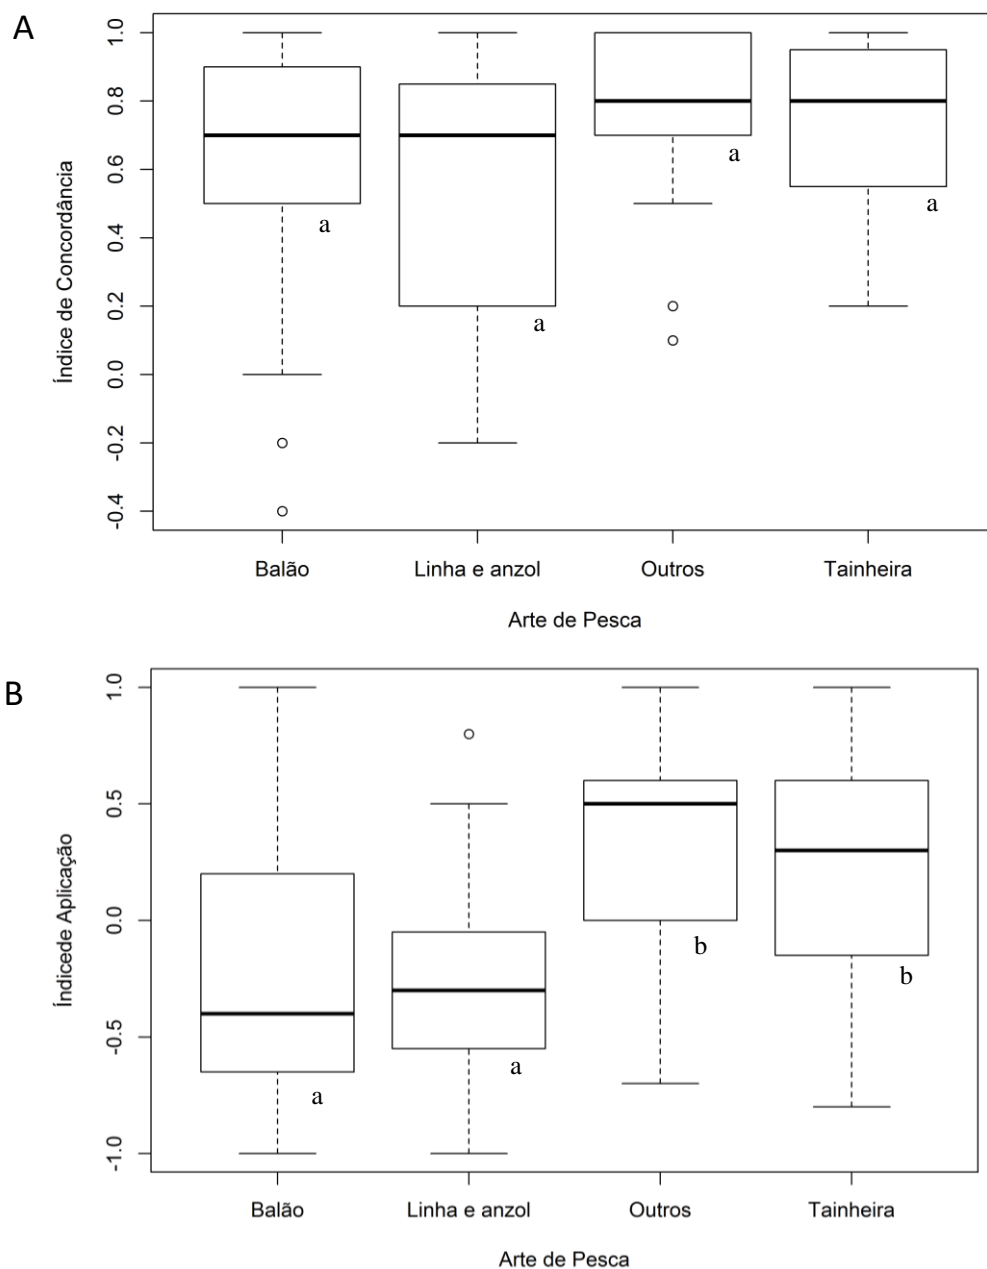 A
Índice de Concordância
1.0
0.8
0.6
0.4
0.2
0.0
-0.2
-0.4
a
a
a
a
Balão Linha e anzol Outros Tainheira
Arte de Pesca
B
Índicede Aplicação
1.0
0.5
0.0
-0.5
-1.0
a
a
b
b
Balão Linha e anzol Outros Tainheira
Arte de Pesca